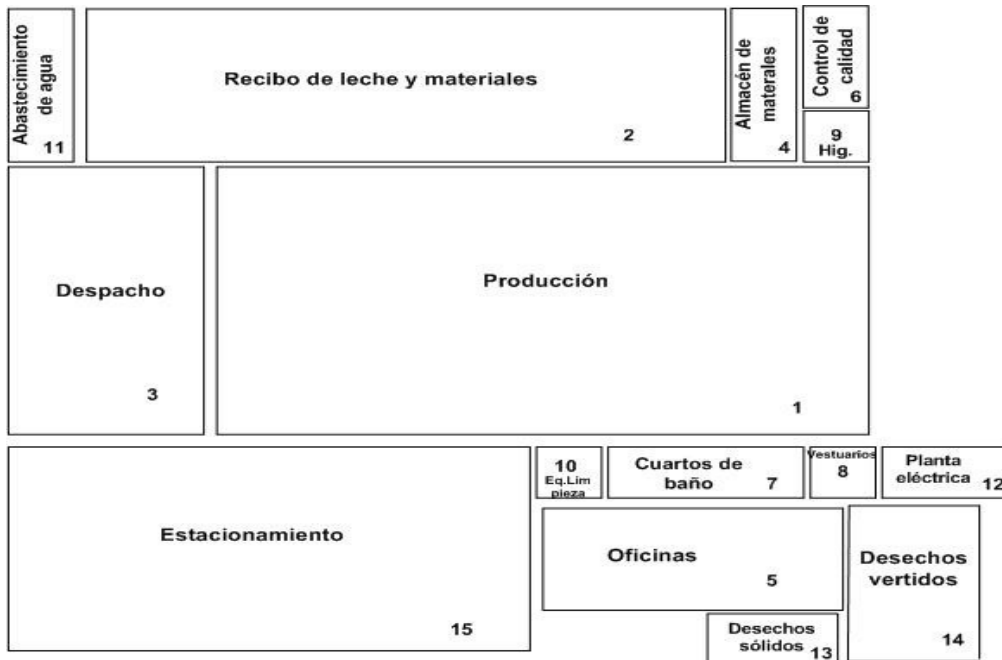 Abastecimiento
de agua
11
Recibo de leche y materiales
2
Almacén de
materales
4
Control de
calidad
6
9
Hig.
Despacho
3
Producción
1
Estacionamiento
15
10
Eq.Lim
pieza
Cuartos de
baño
7
Vestuarios
8
Planta
eléctrica
12
Oficinas
5
Desechos
vertidos
14
Desechos
sólidos
13